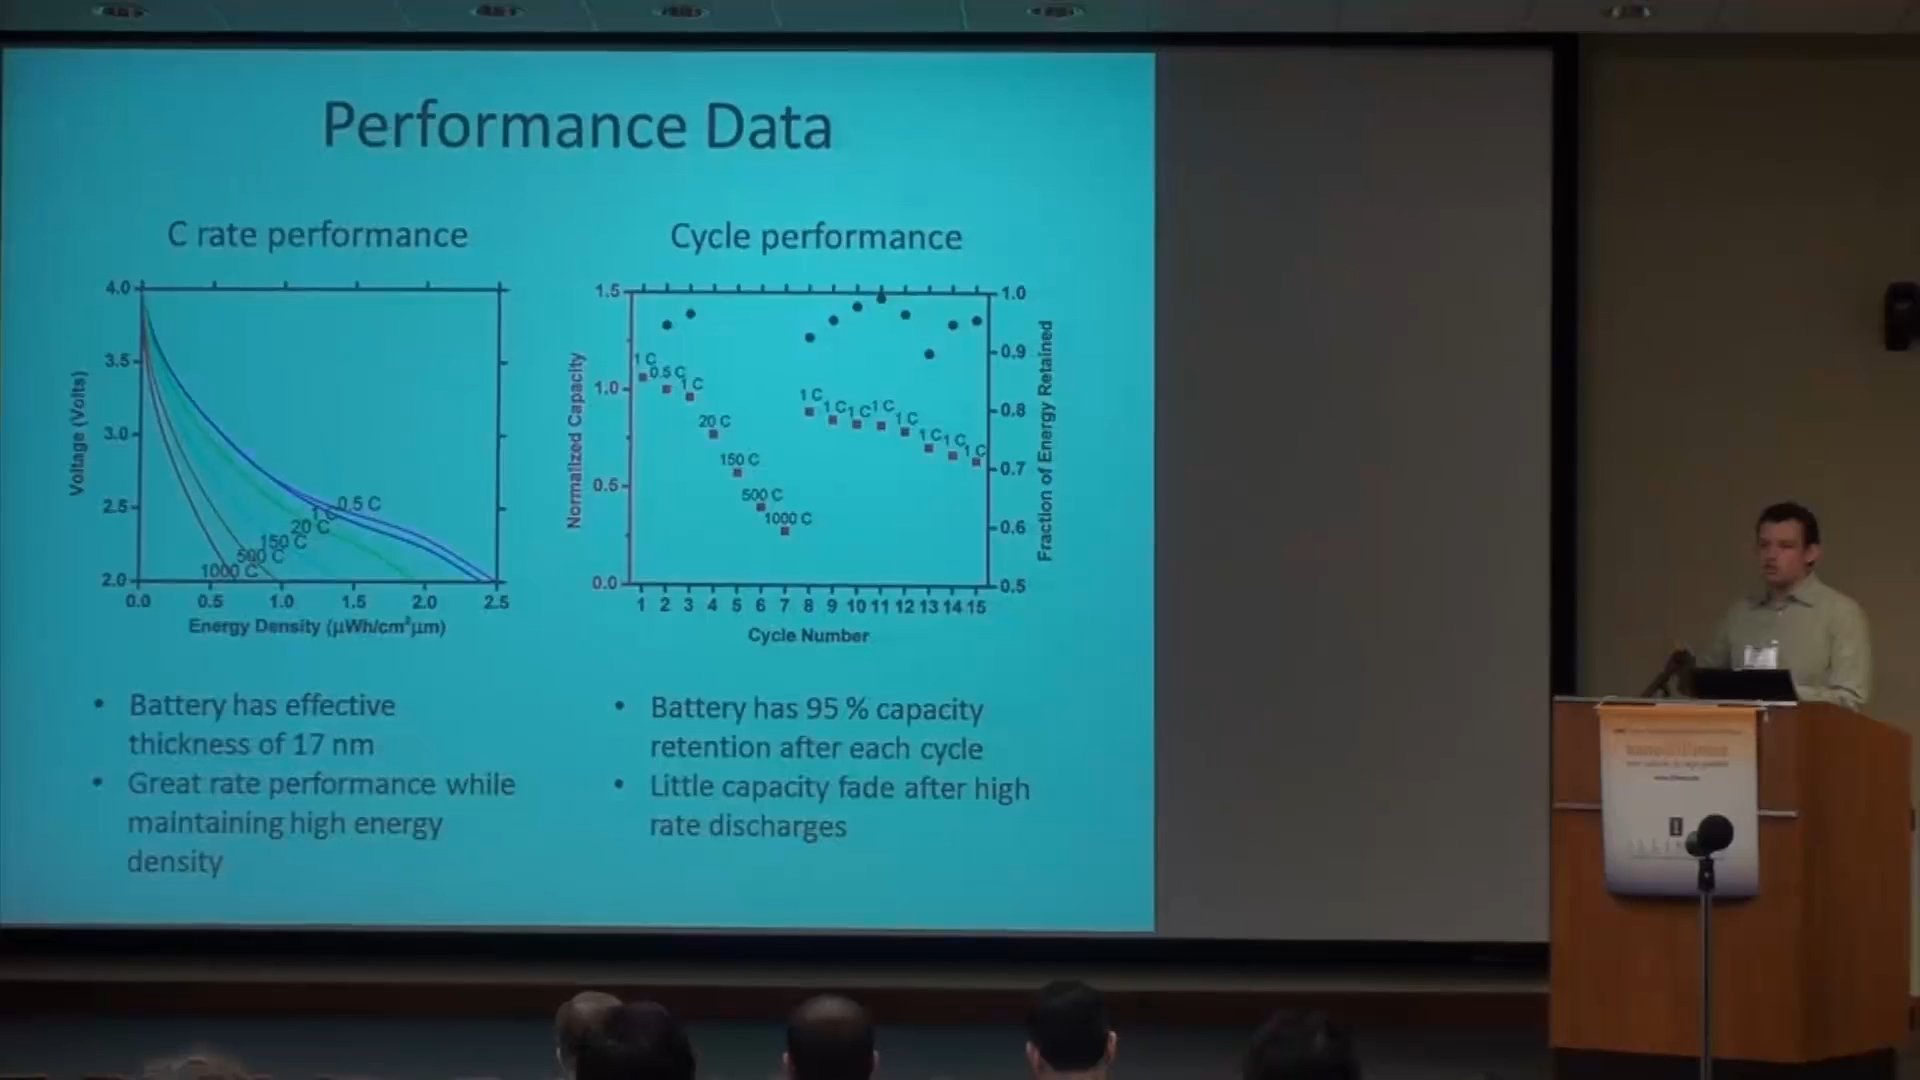 Performance Data
C rate performance
4.0
3.5
3.0
2.5
2.0
Voltage (Volts)
0.5 C
1 C
20 C
150 C
500 C
1000 C
0.0 0.5 1.0 1.5 2.0 2.5
Energy Density (μWh/cm²μm)
• Battery has effective
thickness of 17 nm
• Great rate performance while
maintaining high energy
density
Cycle performance
1.5
1.0
0.5
0.0
Normalized Capacity
1 C
0.5 C
1 C
20 C
150 C
500 C
1000 C
1 C
1 C
1 C
1 C
1 C
1 C
1 C
1 C
1.0
0.9
0.8
0.7
0.6
0.5
Fraction of Energy Retained
1 2 3 4 5 6 7 8 9 10 11 12 13 14 15
Cycle Number
• Battery has 95 % capacity
retention after each cycle
• Little capacity fade after high
rate discharges